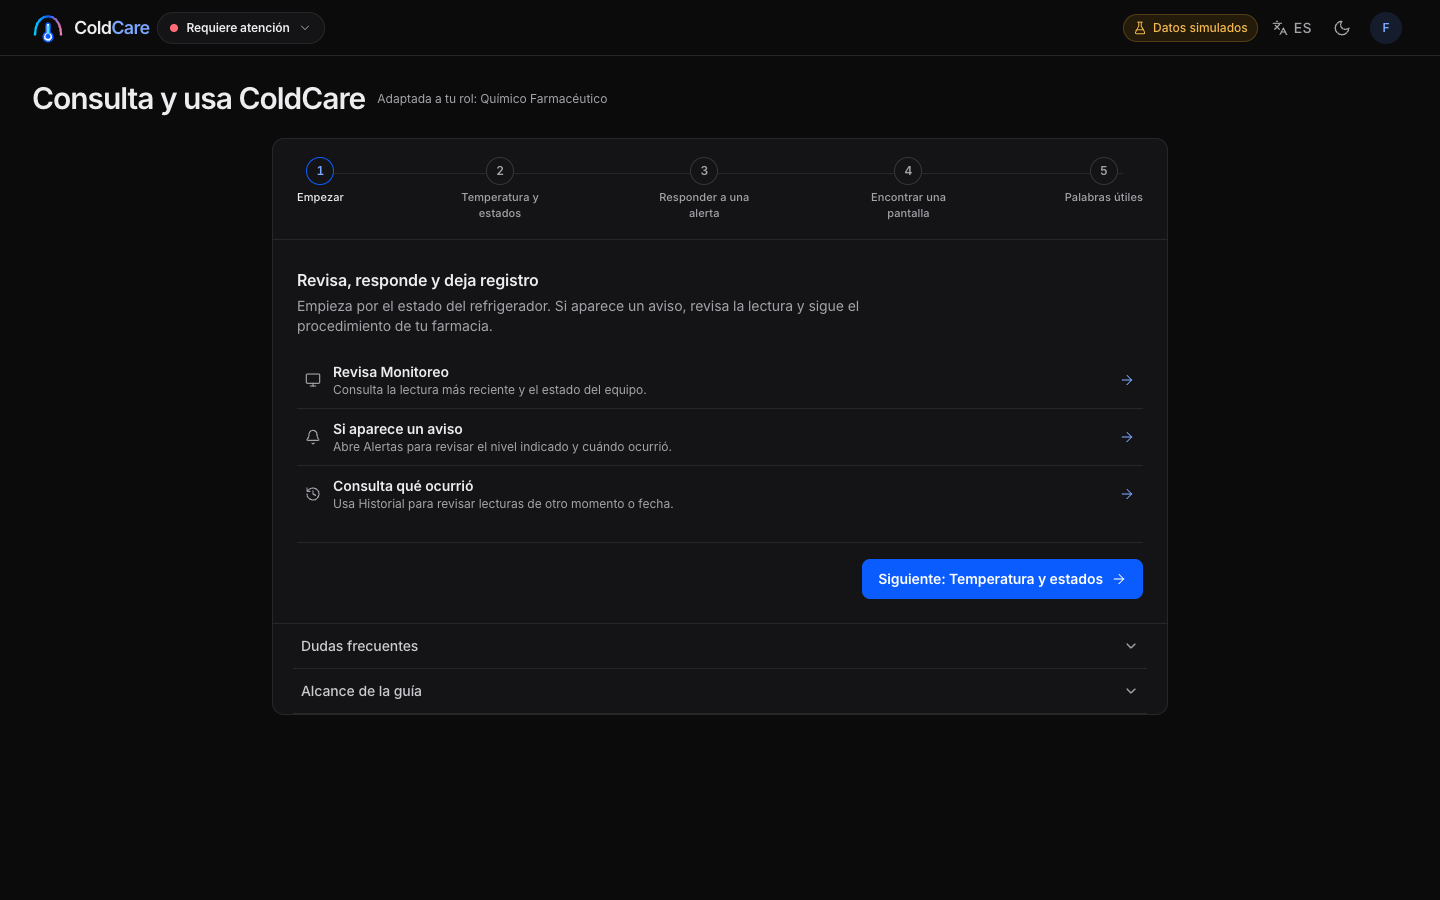 ColdCare
Requiere atención
Datos simulados
ES
F
Consulta y usa ColdCare
Adaptada a tu rol: Químico Farmacéutico
1
Empezar
2
Temperatura y
estados
3
Responder a una
alerta
4
Encontrar una
pantalla
5
Palabras útiles
Revisa, responde y deja registro
Empieza por el estado del refrigerador. Si aparece un aviso, revisa la lectura y sigue el
procedimiento de tu farmacia.
Revisa Monitoreo
Consulta la lectura más reciente y el estado del equipo.
Si aparece un aviso
Abre Alertas para revisar el nivel indicado y cuándo ocurrió.
Consulta qué ocurrió
Usa Historial para revisar lecturas de otro momento o fecha.
Siguiente: Temperatura y estados
Dudas frecuentes
Alcance de la guía